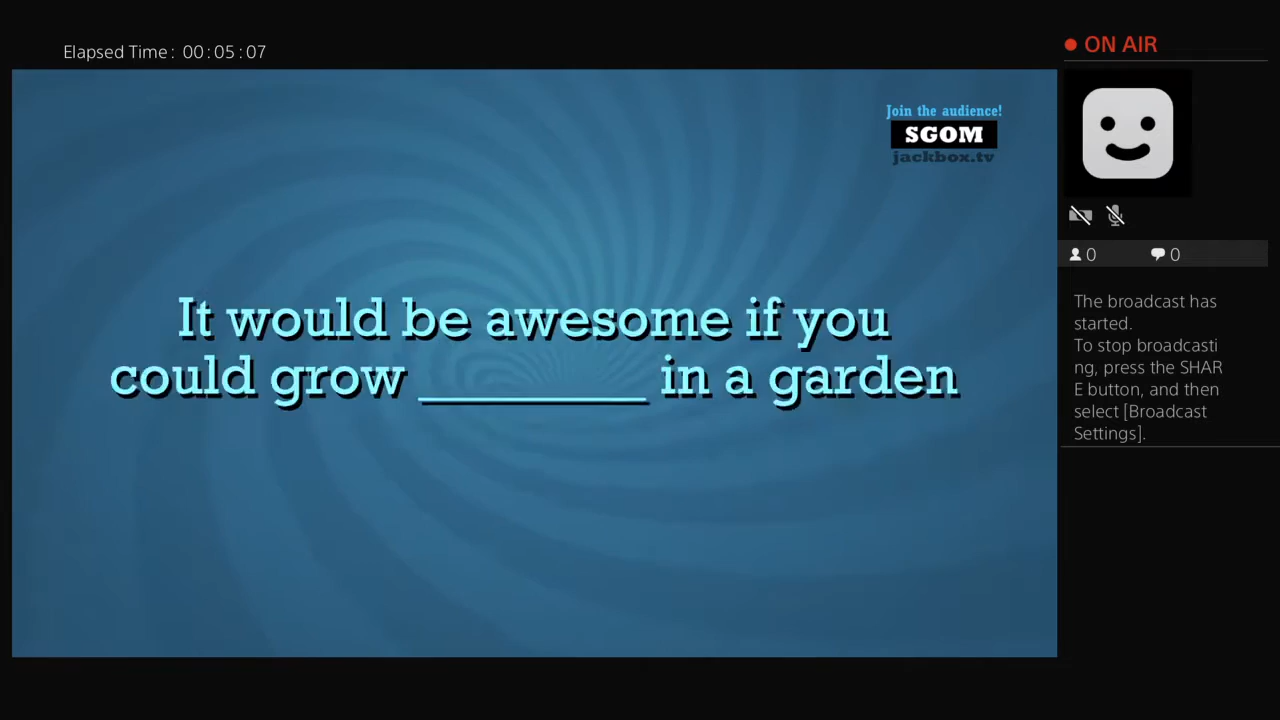 Elapsed Time: 00:05:07
ON AIR
Join the audience!
SGOM
jackbox.tv
It would be awesome if you
could grow ________ in a garden
0 0
The broadcast has
started.
To stop broadcasti
ng, press the SHAR
E button, and then
select [Broadcast
Settings].